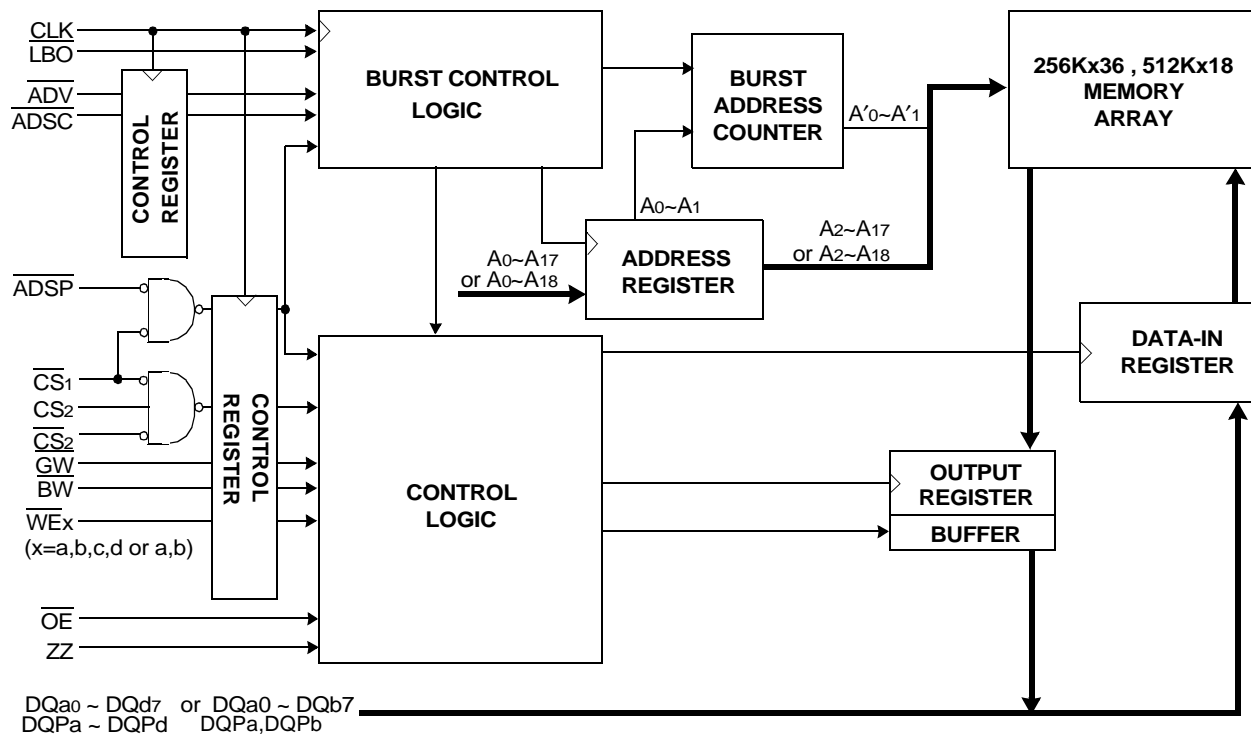 CLK
LBO
ADV
ADSC
CONTROL
REGISTER
BURST CONTROL
LOGIC
BURST
ADDRESS
COUNTER
A′0~A′1
256Kx36 , 512Kx18
MEMORY
ARRAY
A0~A1
A0~A17
or A0~A18
ADDRESS
REGISTER
A2~A17
or A2~A18
ADSP
CS1
CS2
CS2
GW
BW
WEx
(x=a,b,c,d or a,b)
OE
ZZ
CONTROL
REGISTER
CONTROL
LOGIC
DATA-IN
REGISTER
OUTPUT
REGISTER
BUFFER
DQa0 ~ DQd7 or DQa0 ~ DQb7
DQPa ~ DQPd DQPa,DQPb